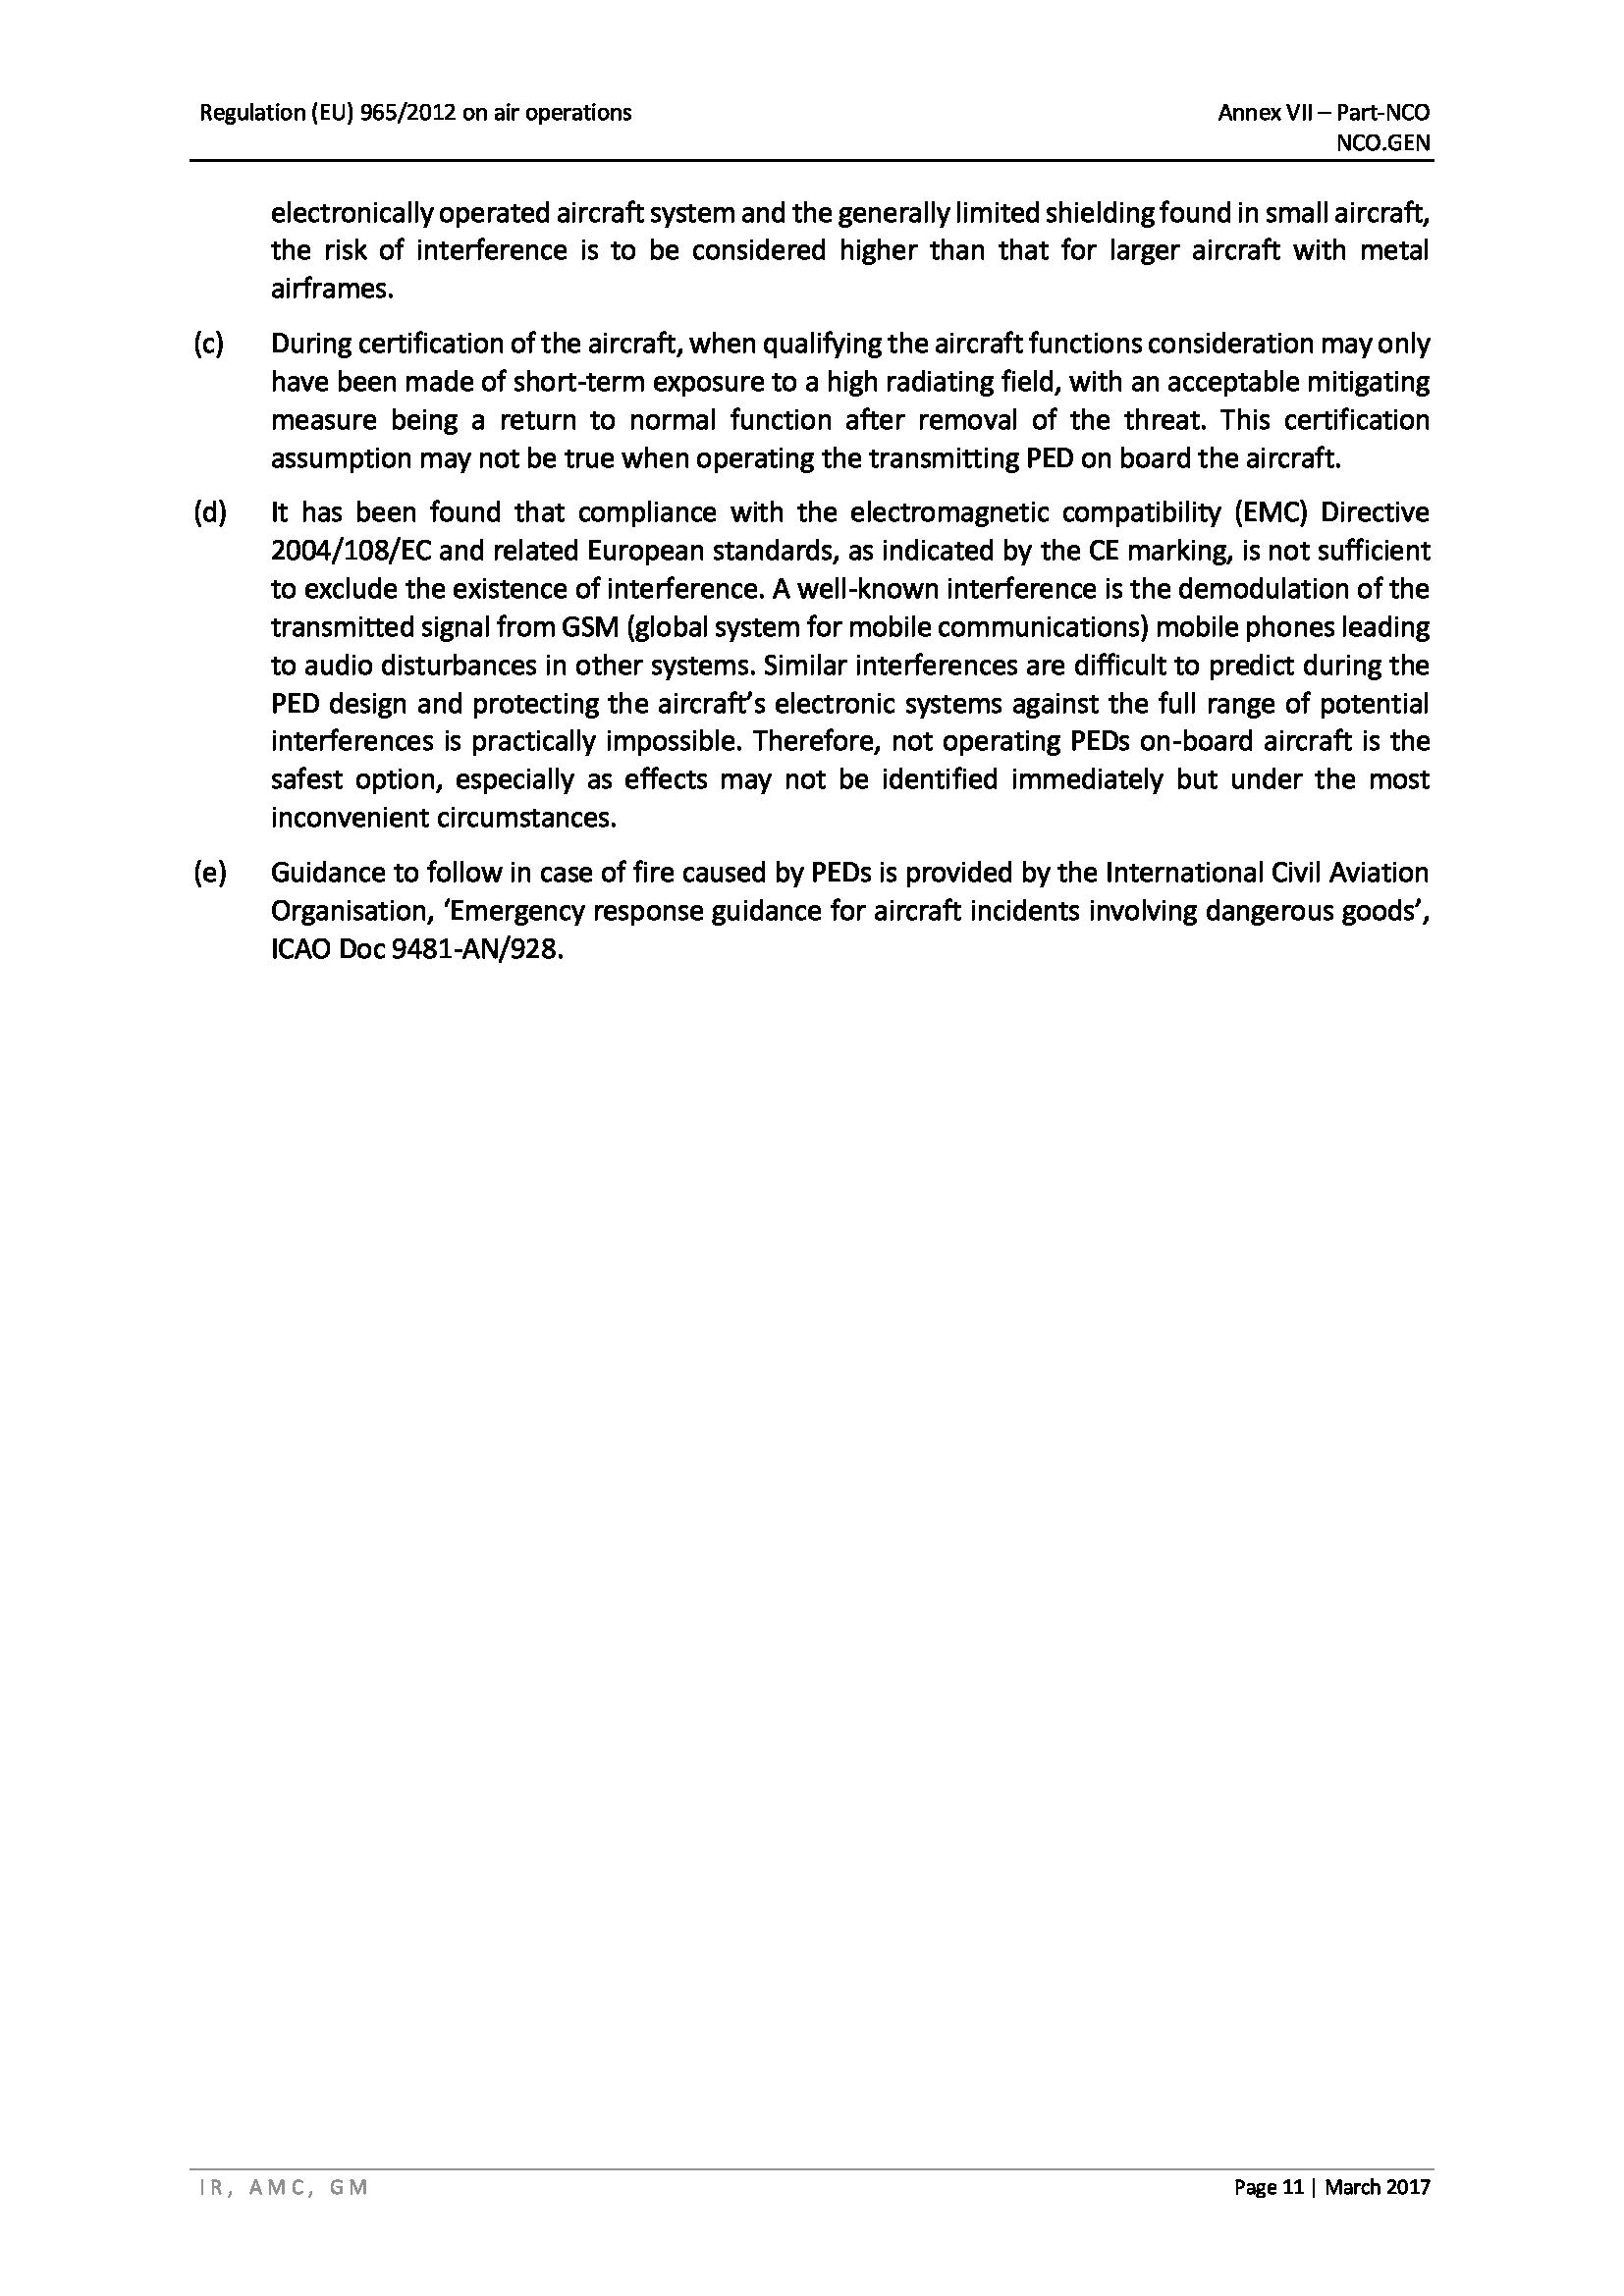 Regulation (EU) 965/2012 on air operations
Annex VII – Part-NCO
NCO.GEN
electronically operated aircraft system and the generally limited shielding found in small aircraft,
the risk of interference is to be considered higher than that for larger aircraft with metal
airframes.
(c) During certification of the aircraft, when qualifying the aircraft functions consideration may only
have been made of short-term exposure to a high radiating field, with an acceptable mitigating
measure being a return to normal function after removal of the threat. This certification
assumption may not be true when operating the transmitting PED on board the aircraft.
(d) It has been found that compliance with the electromagnetic compatibility (EMC) Directive
2004/108/EC and related European standards, as indicated by the CE marking, is not sufficient
to exclude the existence of interference. A well-known interference is the demodulation of the
transmitted signal from GSM (global system for mobile communications) mobile phones leading
to audio disturbances in other systems. Similar interferences are difficult to predict during the
PED design and protecting the aircraft’s electronic systems against the full range of potential
interferences is practically impossible. Therefore, not operating PEDs on-board aircraft is the
safest option, especially as effects may not be identified immediately but under the most
inconvenient circumstances.
(e) Guidance to follow in case of fire caused by PEDs is provided by the International Civil Aviation
Organisation, ‘Emergency response guidance for aircraft incidents involving dangerous goods’,
ICAO Doc 9481-AN/928.
IR, AMC, GM
Page 11 | March 2017